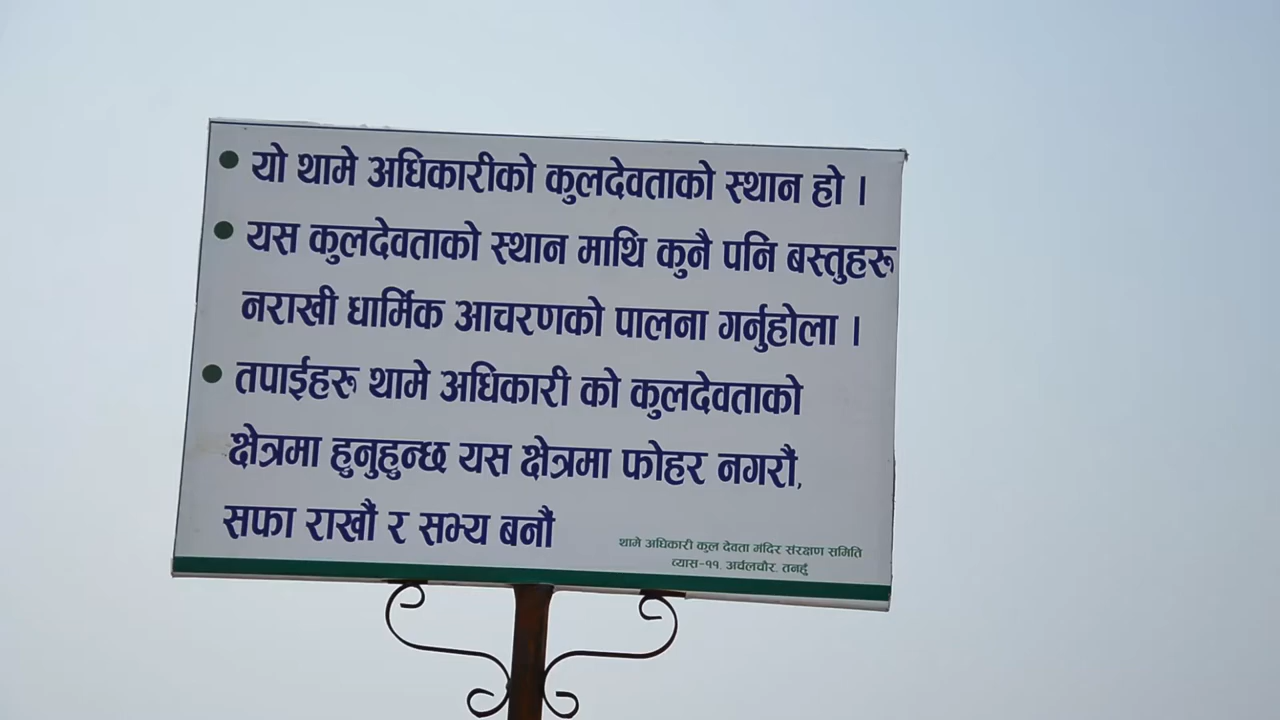 • यो थामे अधिकारीको कुलदेवताको स्थान हो ।
• यस कुलदेवताको स्थान माथि कुनै पनि बस्तुहरू
नराखी धार्मिक आचरणको पालना गर्नुहोला ।
• तपाईहरू थामे अधिकारी को कुलदेवताको
क्षेत्रमा हुनुहुन्छ यस क्षेत्रमा फोहर नगरौं,
सफा राखौं र सभ्य बनौं
थामे अधिकारी कुल देवता मंदिर संरक्षण समिति
व्यास-११, अर्चलचौर, तनहुँ